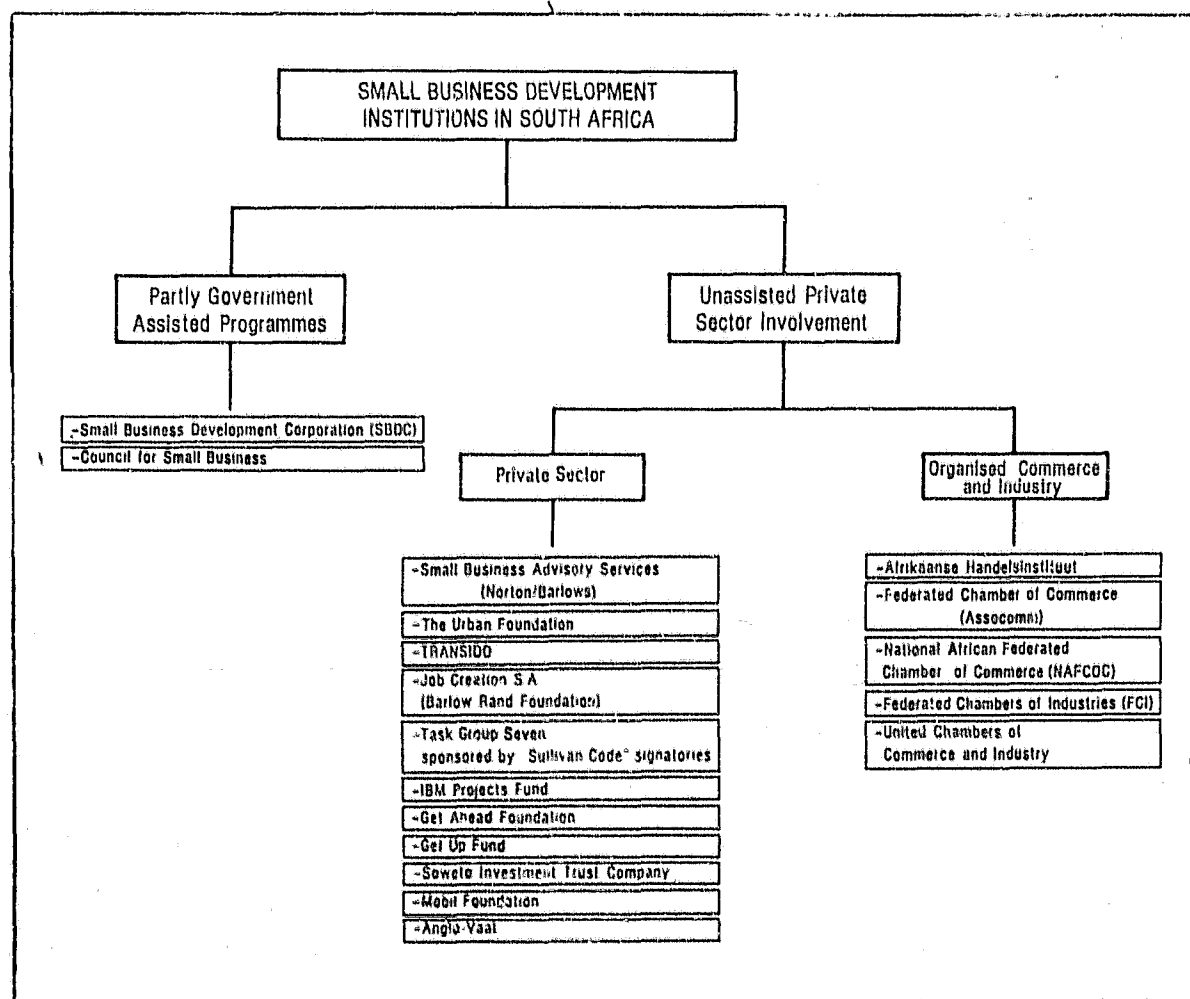 SMALL BUSINESS DEVELOPMENT
INSTITUTIONS IN SOUTH AFRICA
Partly Government
Assisted Programmes
Unassisted Private
Sector Involvement
-Small Business Development Corporation (SBDC)
-Council for Small Business
Private Sector
Organised Commerce
and Industry
-Small Business Advisory Services
(Norton/Barlows)
-The Urban Foundation
-TRANSIDO
-Job Creation S.A
(Barlow Rand Foundation)
-Task Group Seven
sponsored by "Sullivan Code" signatories
-IBM Projects Fund
-Get Ahead Foundation
-Get Up Fund
-Soweto Investment Trust Company
-Mobil Foundation
-Anglo-Vaal
-Afrikaanse Handelsinstituut
-Federated Chamber of Commerce
(Assocomm)
-National African Federated
Chamber of Commerce (NAFCOC)
-Federated Chambers of Industries (FCI)
-United Chambers of
Commerce and Industry